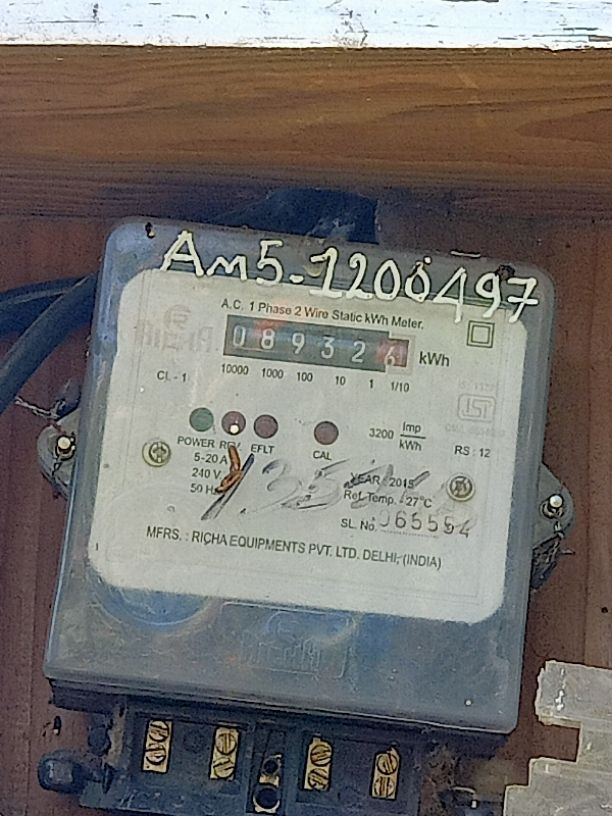 Am5-1200497
A.C. 1 Phase 2 Wire Static kWh Meter.
089326 kWh
10000 1000 100 10 1 1/10
CL - 1
3200 Imp/kWh
POWER REV. EFLT CAL
RS : 12
5-20 A
240 V
50 Hz
YEAR : 2015
Ref. Temp. : 27°C
SL. No.
MFRS. : RICHA EQUIPMENTS PVT. LTD. DELHI, (INDIA)